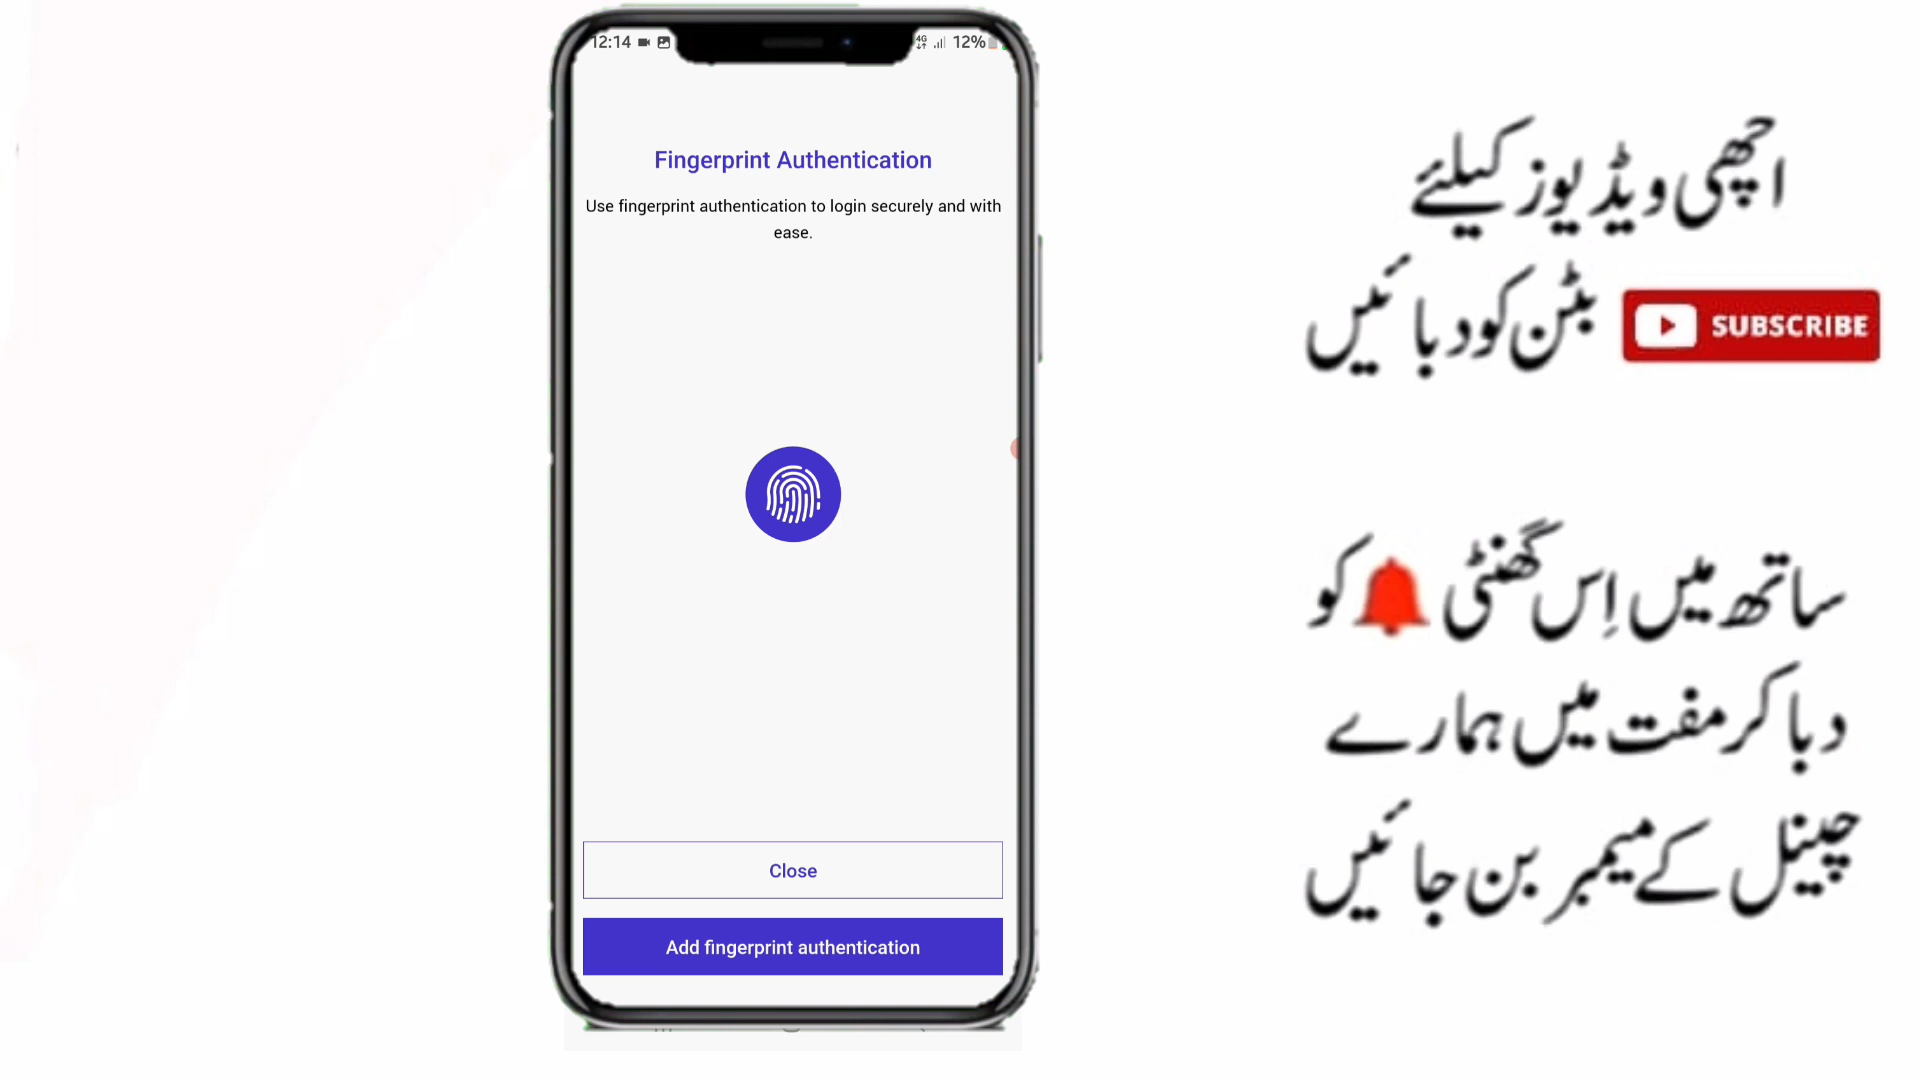 12:14
4G
12%
Fingerprint Authentication
Use fingerprint authentication to login securely and with
ease.
Close
Add fingerprint authentication
اچھی ویڈیوز کیلئے
SUBSCRIBE بٹن کو دبائیں
ساتھ میں اِس گھنٹی کو
دبا کر مفت میں ہمارے
چینل کے میمبر بن جائیں